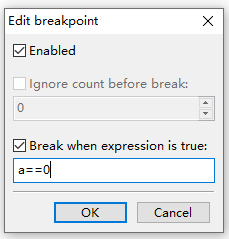 Edit breakpoint
Enabled
Ignore count before break:
0
Break when expression is true:
a==0
OK
Cancel